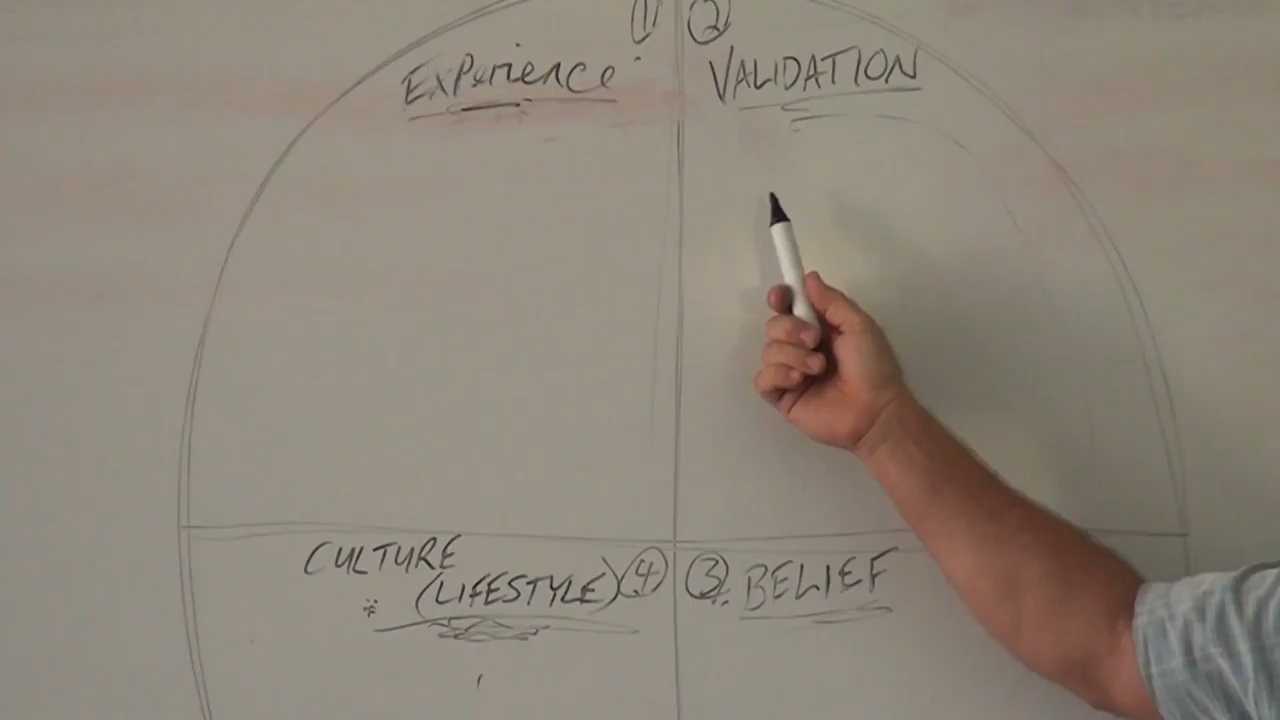 ① ②
Experience
VALIDATION
CULTURE
(LIFESTYLE) ④
③ BELIEF